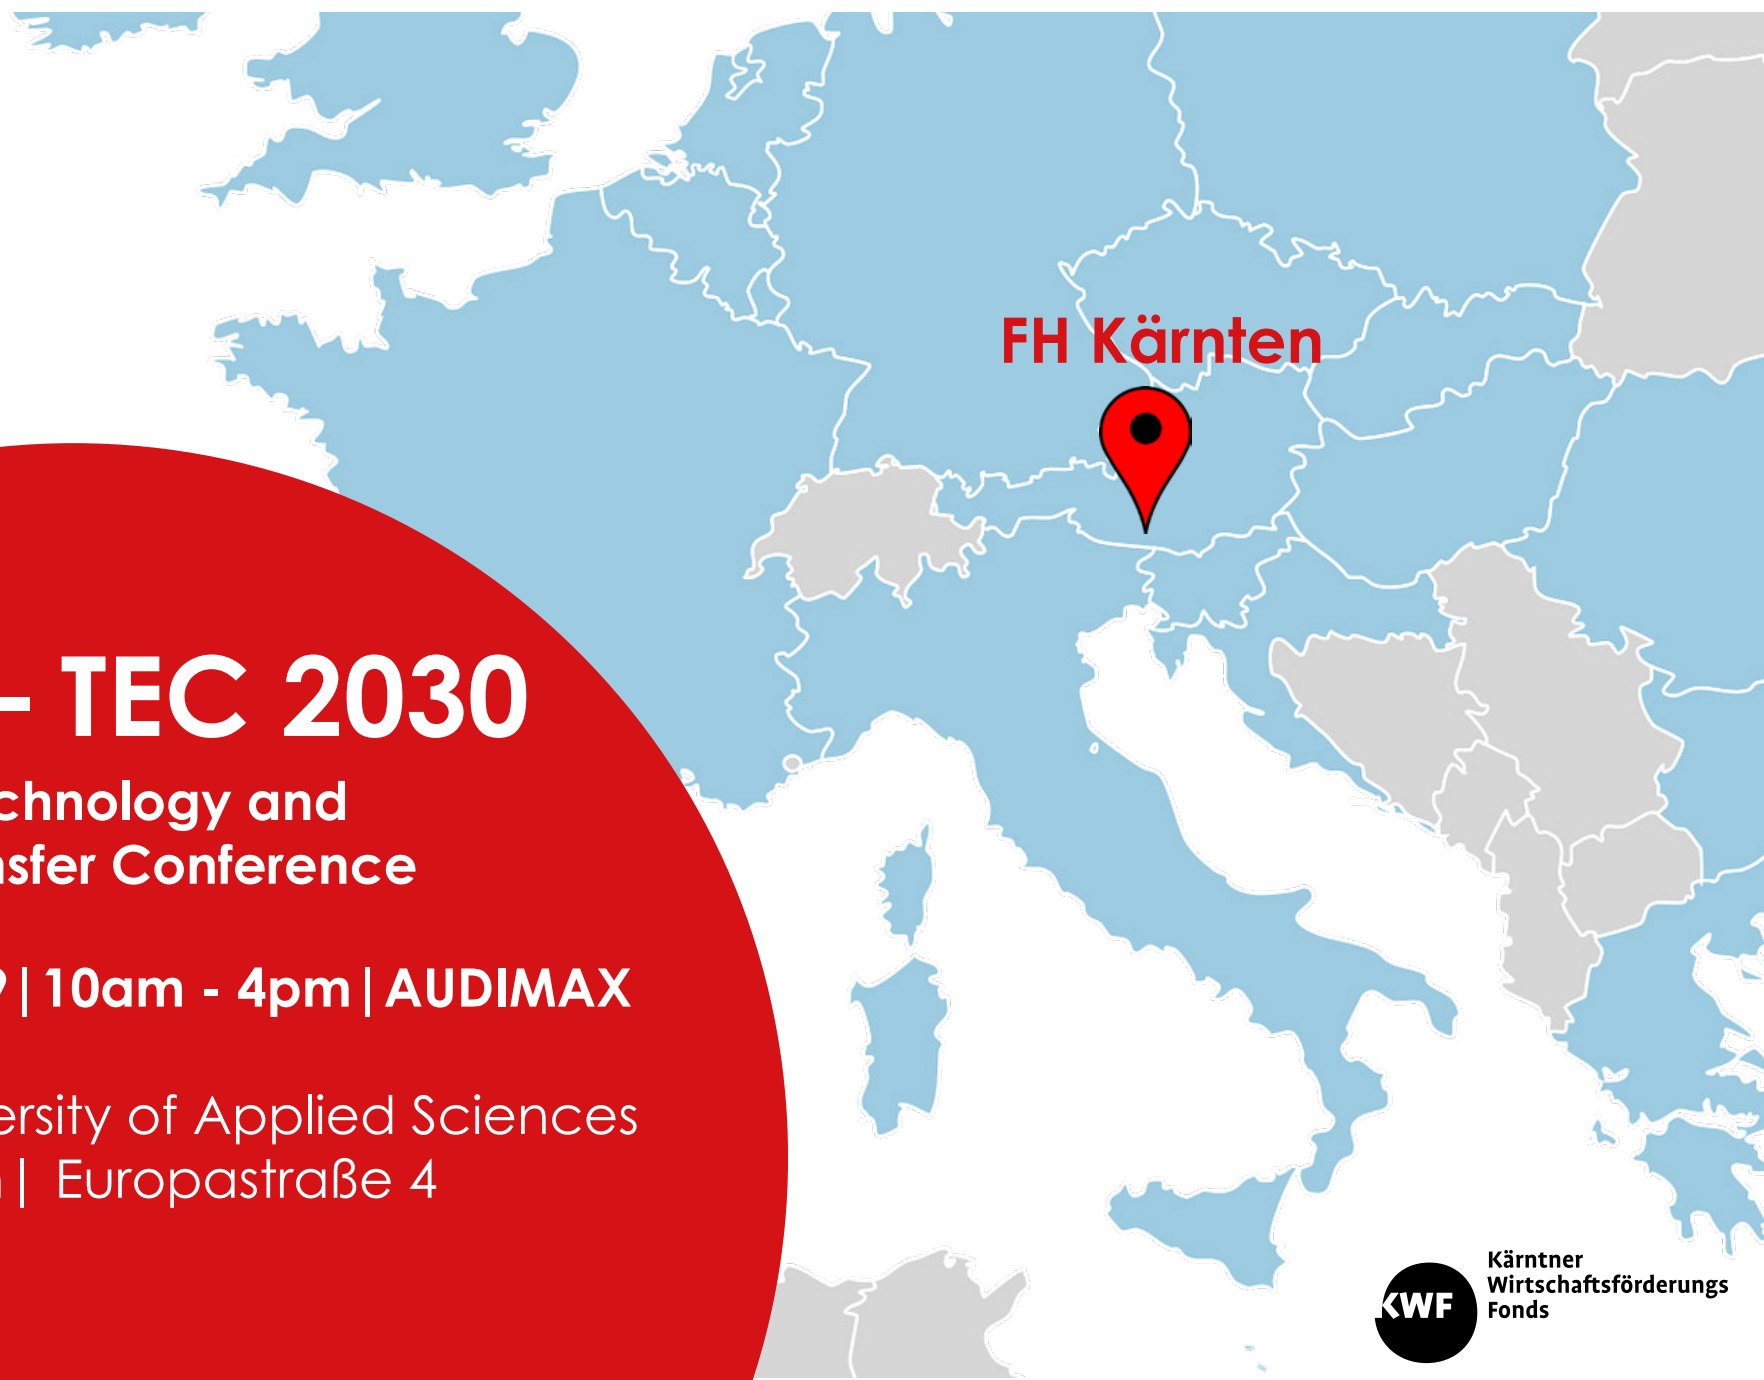 FH Kärnten
- TEC 2030
chnology and
nsfer Conference
9|10am - 4pm|AUDIMAX
ersity of Applied Sciences
| Europastraße 4
KWF
Kärntner
Wirtschaftsförderungs
Fonds